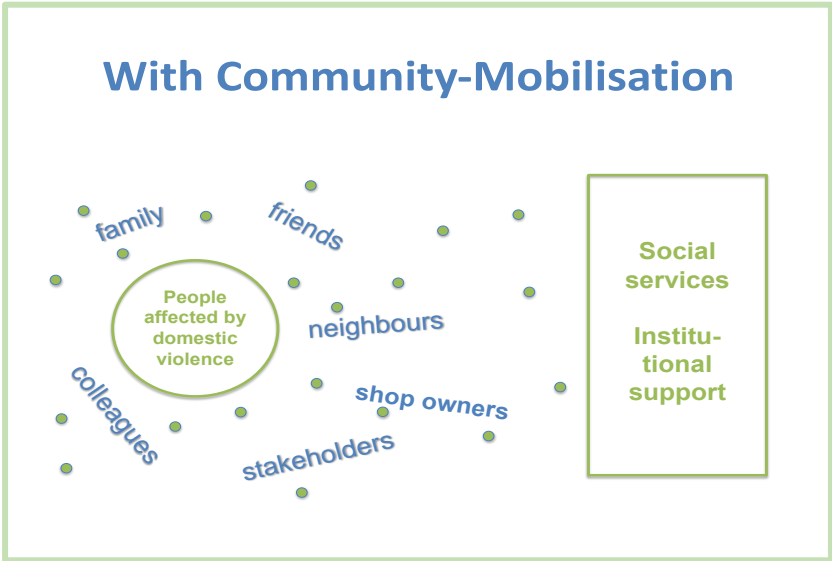 With Community-Mobilisation
family
friends
People
affected by
domestic
violence
neighbours
colleagues
shop owners
stakeholders
Social
services
Institu-
tional
support